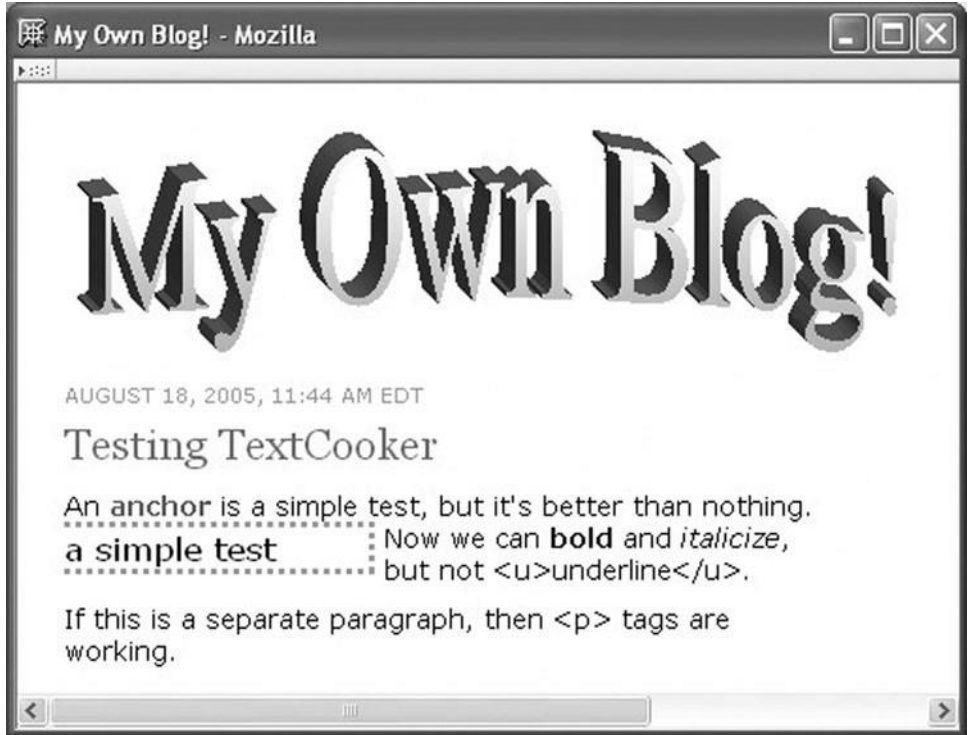 My Own Blog! - Mozilla
My Own Blog!
AUGUST 18, 2005, 11:44 AM EDT
Testing TextCooker
An anchor is a simple test, but it's better than nothing.
a simple test
Now we can bold and italicize,
but not <u>underline</u>.
If this is a separate paragraph, then <p> tags are
working.